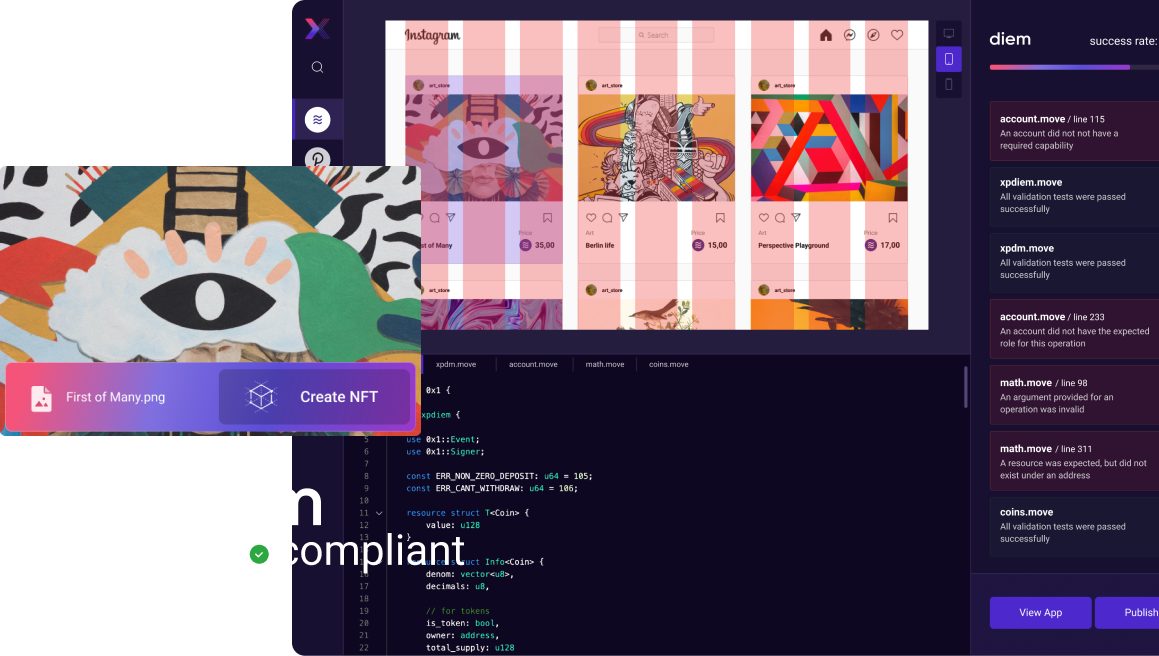 Instagram
Search
diem
success rate:
art_store
art_store
art_store
account.move / line 115
An account did not not have a
required capability
xpdiem.move
All validation tests were passed
successfully
xpdm.move
All validation tests were passed
successfully
account.move / line 233
An account did not have the expected
role for this operation
math.move / line 98
An argument provided for an
operation was invalid
math.move / line 311
A resource was expected, but did not
exist under an address
coins.move
All validation tests were passed
successfully
View App
Publish
Price
st of Many
35,00
Art
Price
Berlin life
15,00
Art
Price
Perspective Playground
17,00
art_store
art_store
art_store
First of Many.png
Create NFT
xpdm.move
account.move
math.move
coins.move
0x1 {
xpdiem {
5 use 0x1::Event;
6 use 0x1::Signer;
7
8 const ERR_NON_ZERO_DEPOSIT: u64 = 105;
9 const ERR_CANT_WITHDRAW: u64 = 106;
10
11 resource struct T<Coin> {
12 value: u128
13 }
struct Info<Coin> {
16 denom: vector<u8>,
17 decimals: u8,
18
19 // for tokens
20 is_token: bool,
21 owner: address,
22 total_supply: u128
m
compliant